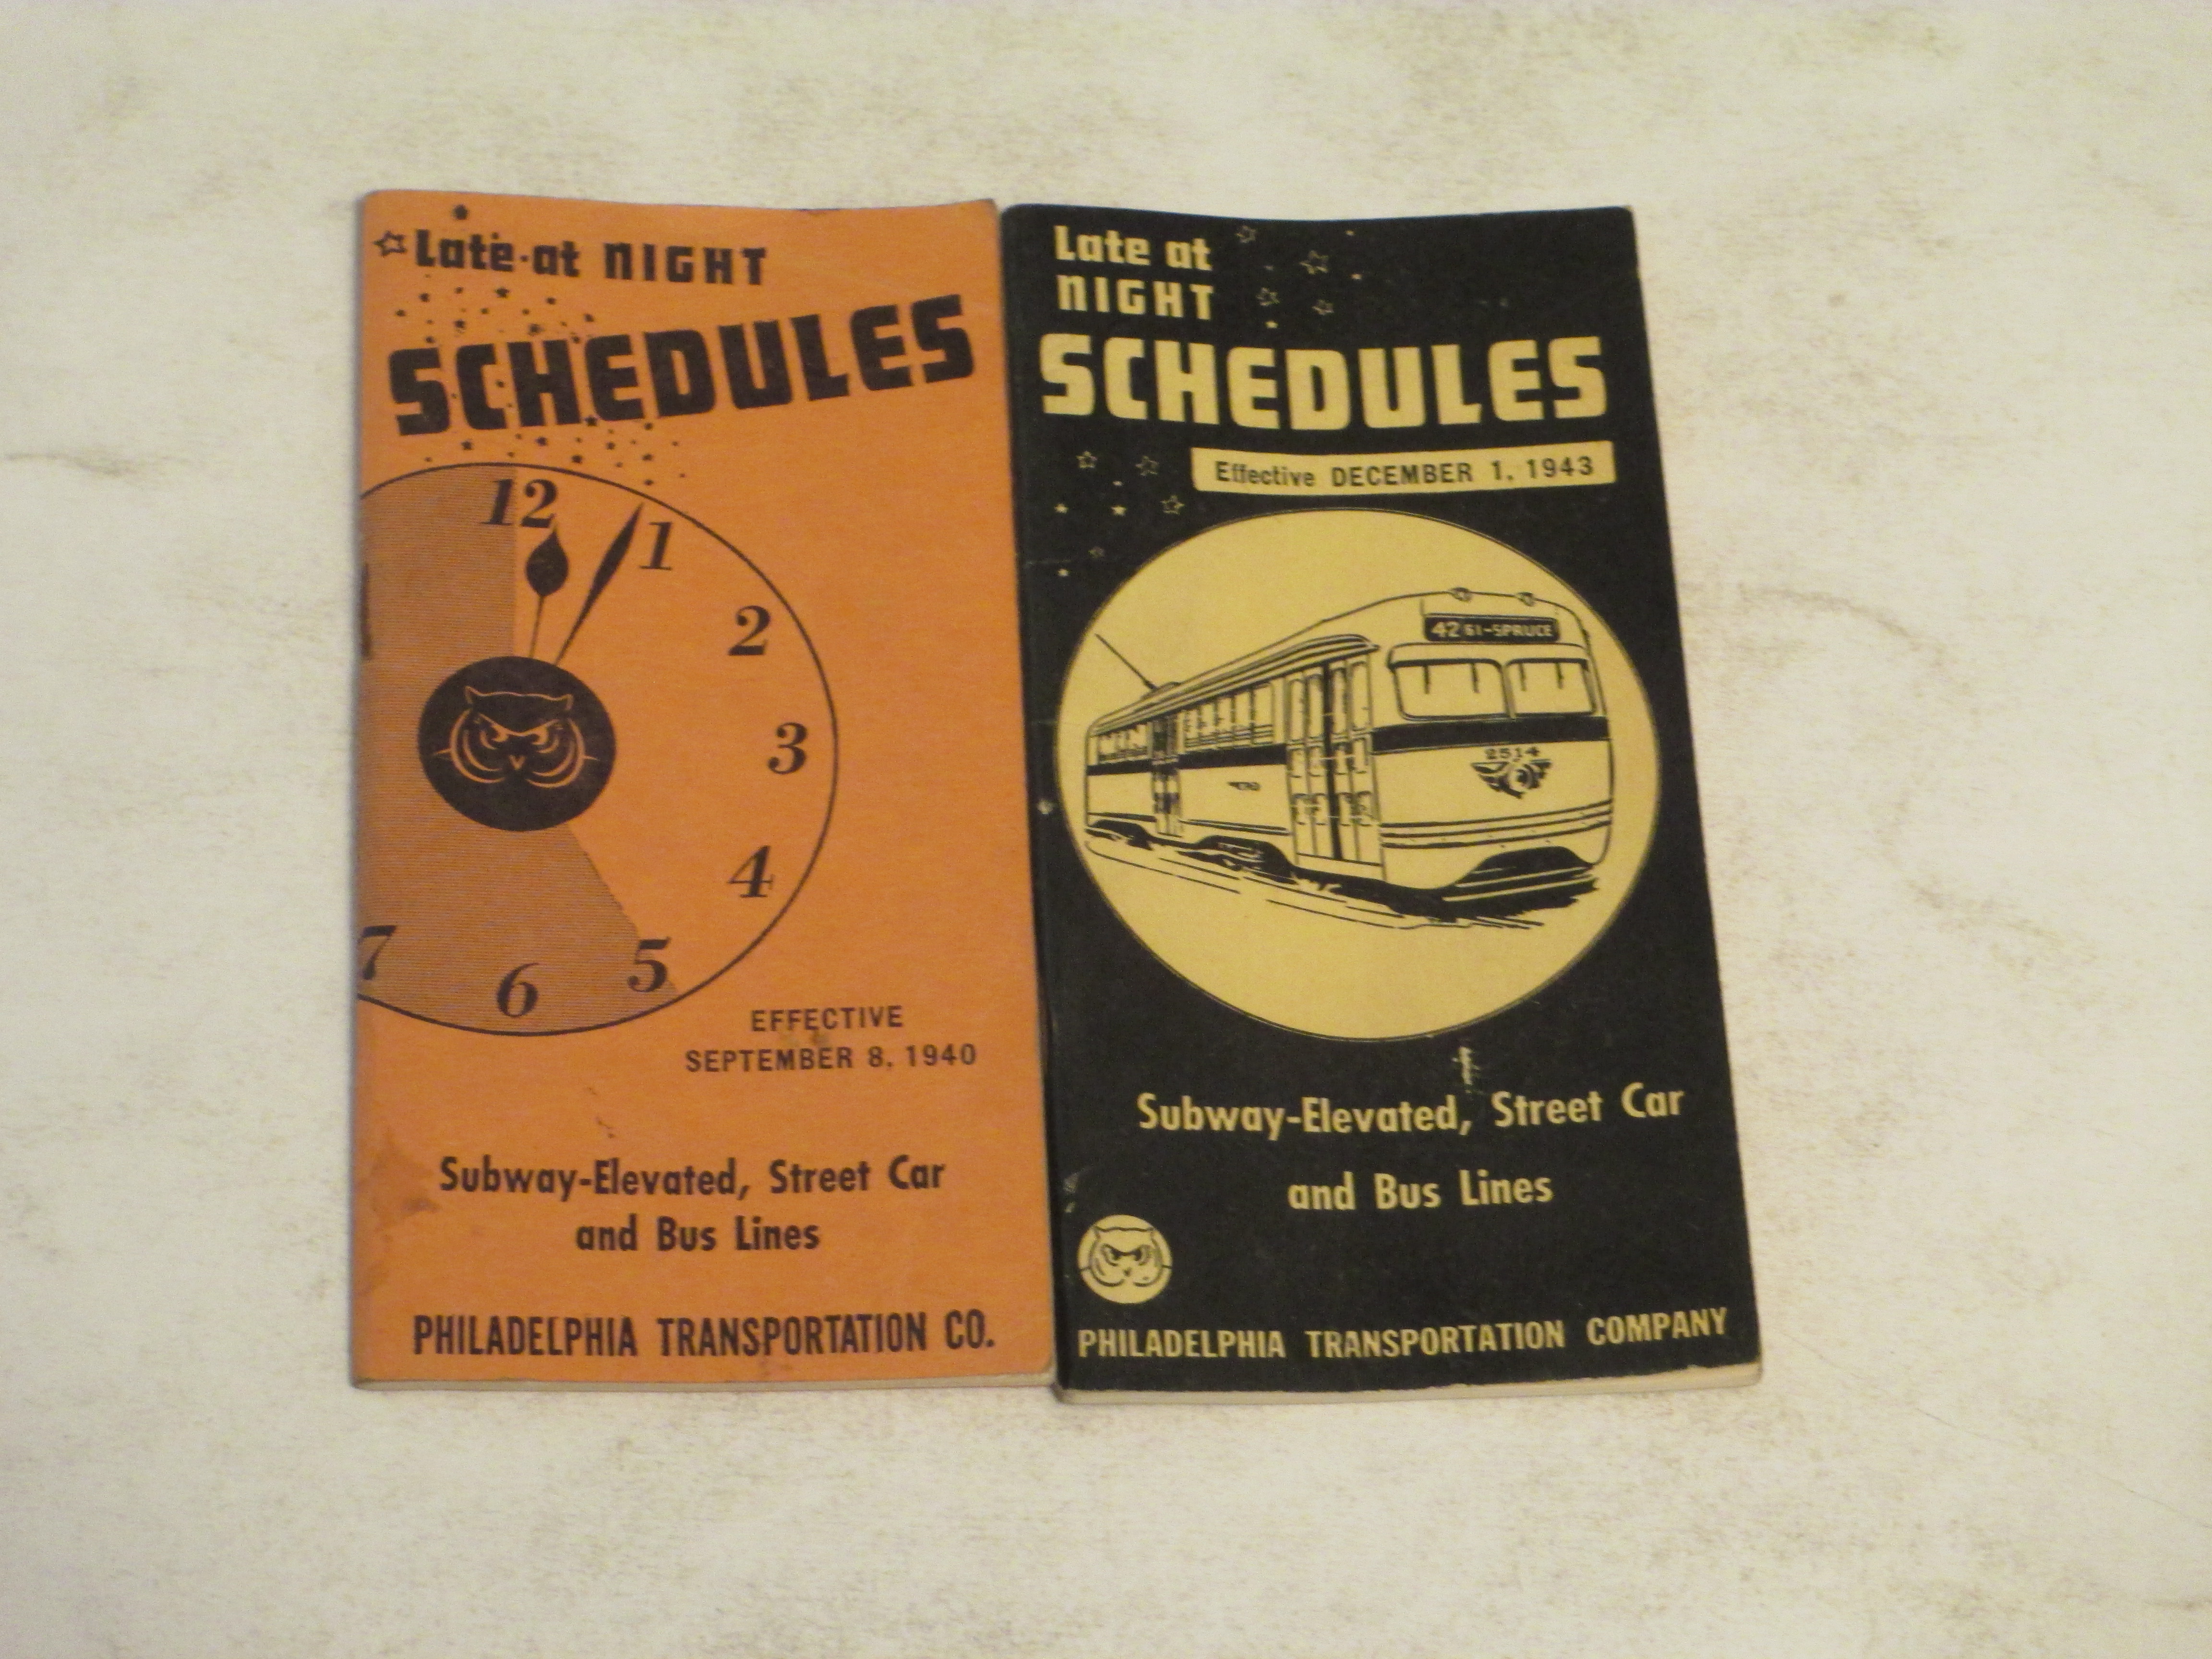 Late at NIGHT
SCHEDULES
12
1
2
3
4
5
6
7
EFFECTIVE
SEPTEMBER 8, 1940
Subway-Elevated, Street Car
and Bus Lines
PHILADELPHIA TRANSPORTATION CO.
Late at
NIGHT
SCHEDULES
Effective DECEMBER 1, 1943
42 61-SPRUCE
2514
Subway-Elevated, Street Car
and Bus Lines
PHILADELPHIA TRANSPORTATION COMPANY